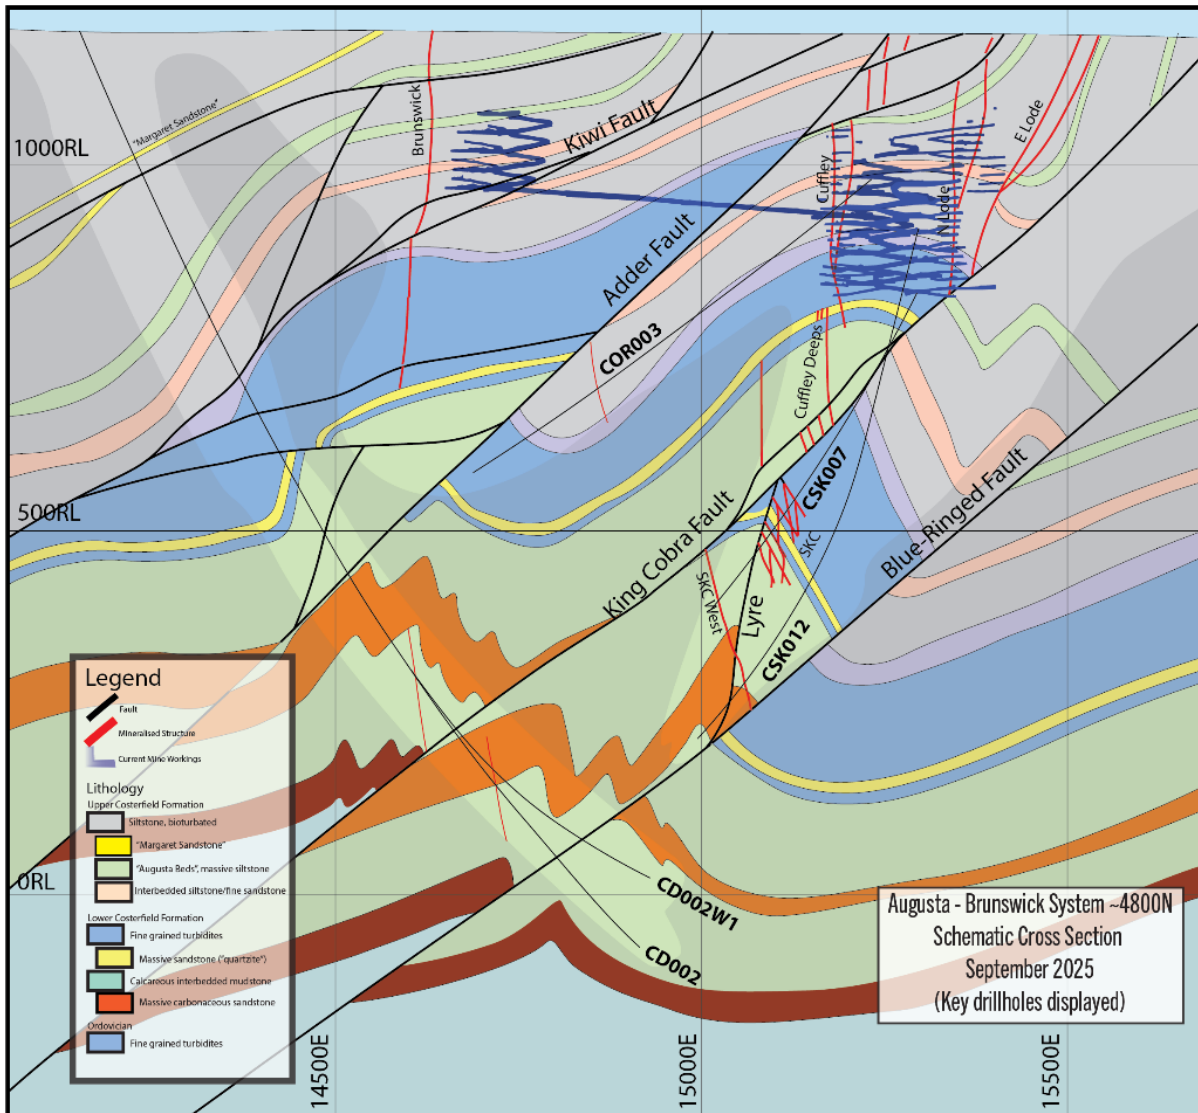 "Margaret Sandstone"
Brunswick
Kiwi Fault
E Lode
1000RL
Cuffley
N Lode
Adder Fault
COR003
Cuffley Deeps
CSK007
500RL
King Cobra Fault
SKC
Blue-Ringed Fault
SKC West
Lyre
CSK012
Legend
Fault
Mineralised Structure
Current Mine Workings
Lithology
Upper Costerfield Formation
Siltstone, bioturbated
"Margaret Sandstone"
"Augusta Beds", massive siltstone
Interbedded siltstone/fine sandstone
Lower Costerfield Formation
Fine grained turbidites
Massive sandstone ("quartzite")
Calcareous interbedded mudstone
Massive carbonaceous sandstone
Ordovician
Fine grained turbidites
0RL
CD002W1
CD002
Augusta - Brunswick System ~4800N
Schematic Cross Section
September 2025
(Key drillholes displayed)
14500E
15000E
15500E